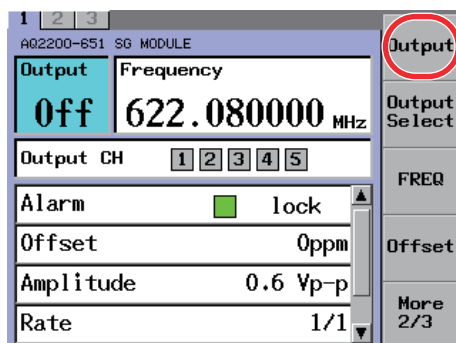 1 2 3
AQ2200-651 SG MODULE
Output
Off
Frequency
622.080000 MHz
Output CH 1 2 3 4 5
Alarm lock
Offset 0ppm
Amplitude 0.6 Vp-p
Rate 1/1
Output
Output
Select
FREQ
Offset
More
2/3